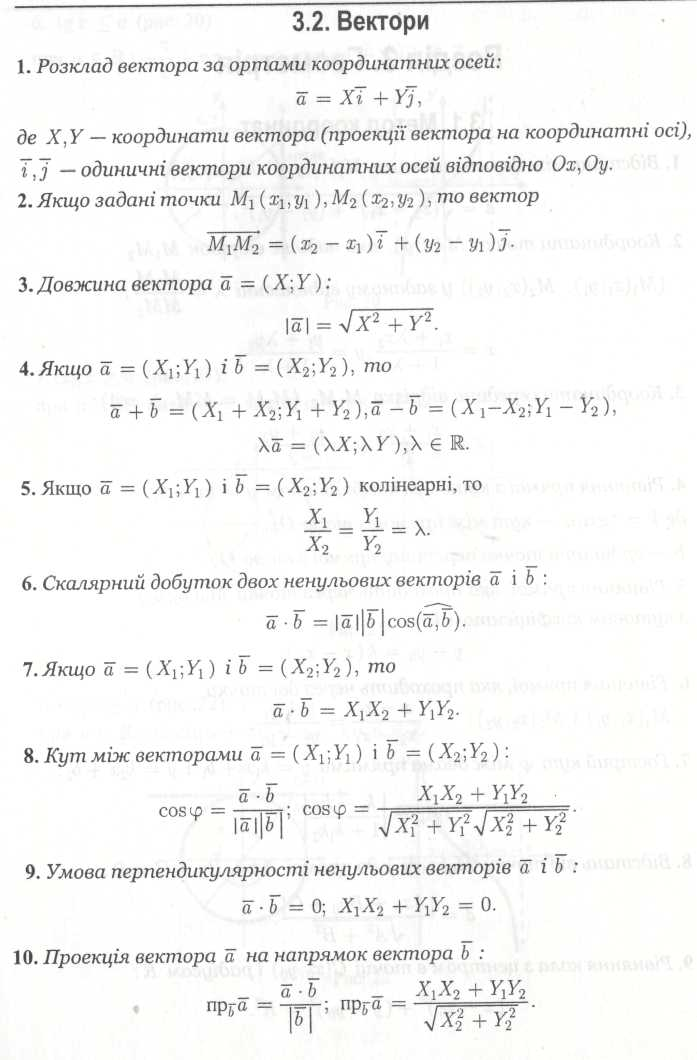 3.2. Вектори
1. Розклад вектора за ортами координатних осей:
a̅ = Xi̅ + Yj̅,
де X,Y — координати вектора (проекції вектора на координатні осі),
i̅,j̅ — одиничні вектори координатних осей відповідно Ox,Oy.
2. Якщо задані точки M₁(x₁,y₁), M₂(x₂,y₂), то вектор
M̅₁M̅₂ = (x₂ − x₁)i̅ + (y₂ − y₁)j̅.
3. Довжина вектора a̅ = (X;Y):
|a̅| = √(X² + Y²).
4. Якщо a̅ = (X₁;Y₁) і b̅ = (X₂;Y₂), то
a̅ + b̅ = (X₁ + X₂;Y₁ + Y₂), a̅ − b̅ = (X₁−X₂;Y₁ − Y₂),
λa̅ = (λX;λY), λ ∈ ℝ.
5. Якщо a̅ = (X₁;Y₁) і b̅ = (X₂;Y₂) колінеарні, то
X₁/X₂ = Y₁/Y₂ = λ.
6. Скалярний добуток двох ненульових векторів a̅ і b̅ :
a̅ · b̅ = |a̅||b̅|cos(a̅,b̅).
7. Якщо a̅ = (X₁;Y₁) і b̅ = (X₂;Y₂), то
a̅ · b̅ = X₁X₂ + Y₁Y₂.
8. Кут між векторами a̅ = (X₁;Y₁) і b̅ = (X₂;Y₂):
cos φ = (a̅ · b̅)/(|a̅||b̅|); cos φ = (X₁X₂ + Y₁Y₂)/(√(X₁² + Y₁²)√(X₂² + Y₂²)).
9. Умова перпендикулярності ненульових векторів a̅ і b̅ :
a̅ · b̅ = 0; X₁X₂ + Y₁Y₂ = 0.
10. Проекція вектора a̅ на напрямок вектора b̅ :
пр_b̅ a̅ = (a̅ · b̅)/|b̅|; пр_b̅ a̅ = (X₁X₂ + Y₁Y₂)/√(X₂² + Y₂²).